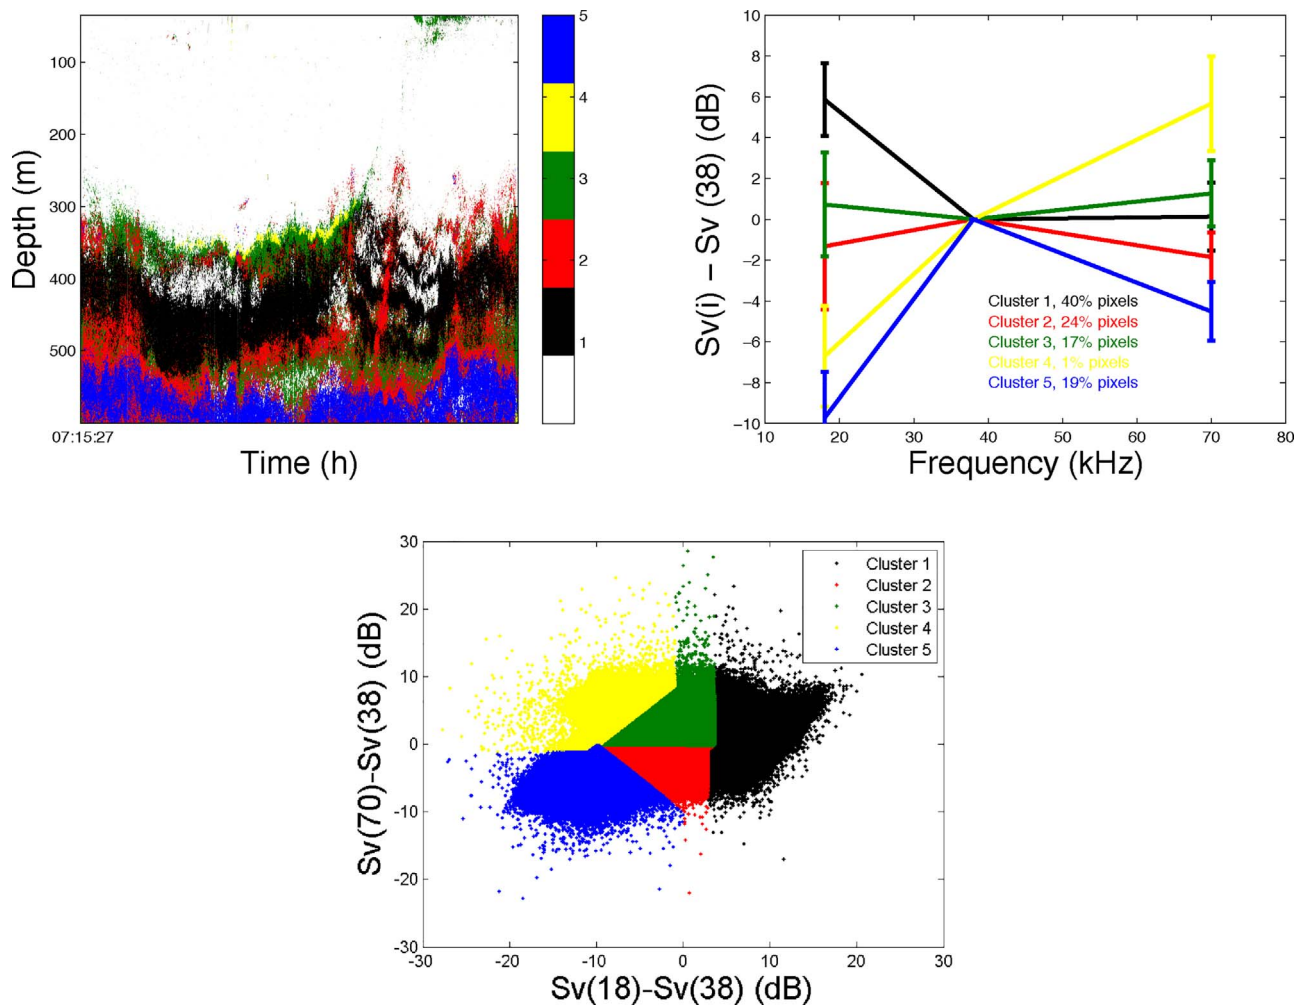 100
200
300
400
500
Depth (m)
07:15:27
Time (h)
5
4
3
2
1
10
8
6
4
2
0
−2
−4
−6
−8
−10
Sv(i) − Sv (38) (dB)
Cluster 1, 40% pixels
Cluster 2, 24% pixels
Cluster 3, 17% pixels
Cluster 4, 1% pixels
Cluster 5, 19% pixels
10 20 30 40 50 60 70 80
Frequency (kHz)
30
20
10
0
-10
-20
-30
Sv(70)-Sv(38) (dB)
Cluster 1
Cluster 2
Cluster 3
Cluster 4
Cluster 5
-30 -20 -10 0 10 20 30
Sv(18)-Sv(38) (dB)